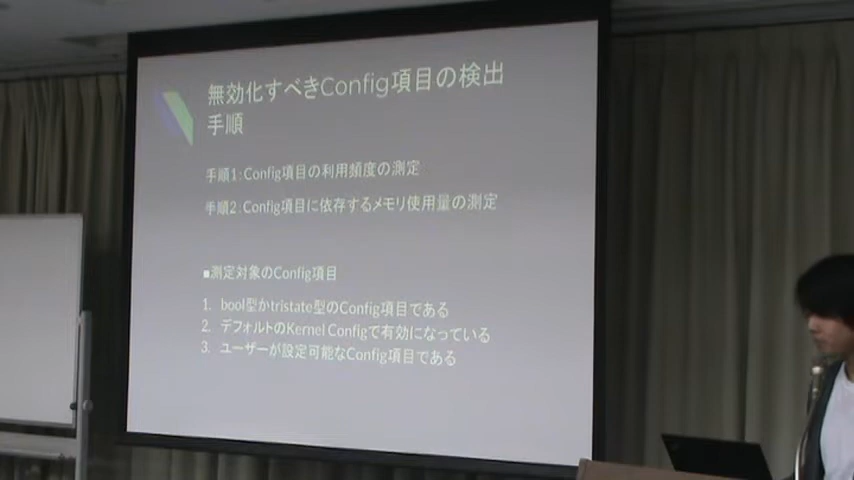 無効化すべきConfig項目の検出
手順
手順1:Config項目の利用頻度の測定
手順2:Config項目に依存するメモリ使用量の測定
■測定対象のConfig項目
1. bool型かtristate型のConfig項目である
2. デフォルトのKernel Configで有効になっている
3. ユーザーが設定可能なConfig項目である